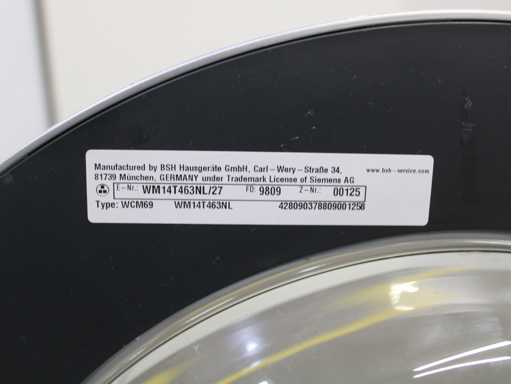 Manufactured by BSH Hausgeräte GmbH, Carl-Wery-Straße 34, www.bsh-service.com
81739 München, GERMANY under Trademark License of Siemens AG
E-Nr. WM14T463NL/27 FD 9809 Z-Nr. 00125
Type: WCM69 WM14T463NL 428090378809001256